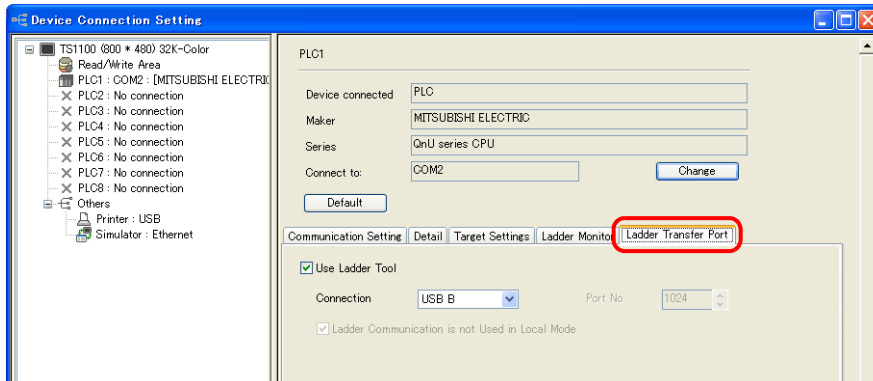 Device Connection Setting
TS1100 (800 * 480) 32K-Color
Read/Write Area
PLC1 : COM2 : [MITSUBISHI ELECTRIC
PLC2 : No connection
PLC3 : No connection
PLC4 : No connection
PLC5 : No connection
PLC6 : No connection
PLC7 : No connection
PLC8 : No connection
Others
Printer : USB
Simulator : Ethernet
PLC1
Device connected PLC
Maker MITSUBISHI ELECTRIC
Series QnU series CPU
Connect to: COM2 Change
Default
Communication Setting Detail Target Settings Ladder Monitor Ladder Transfer Port
Use Ladder Tool
Connection USB B Port No. 1024
Ladder Communication is not Used in Local Mode